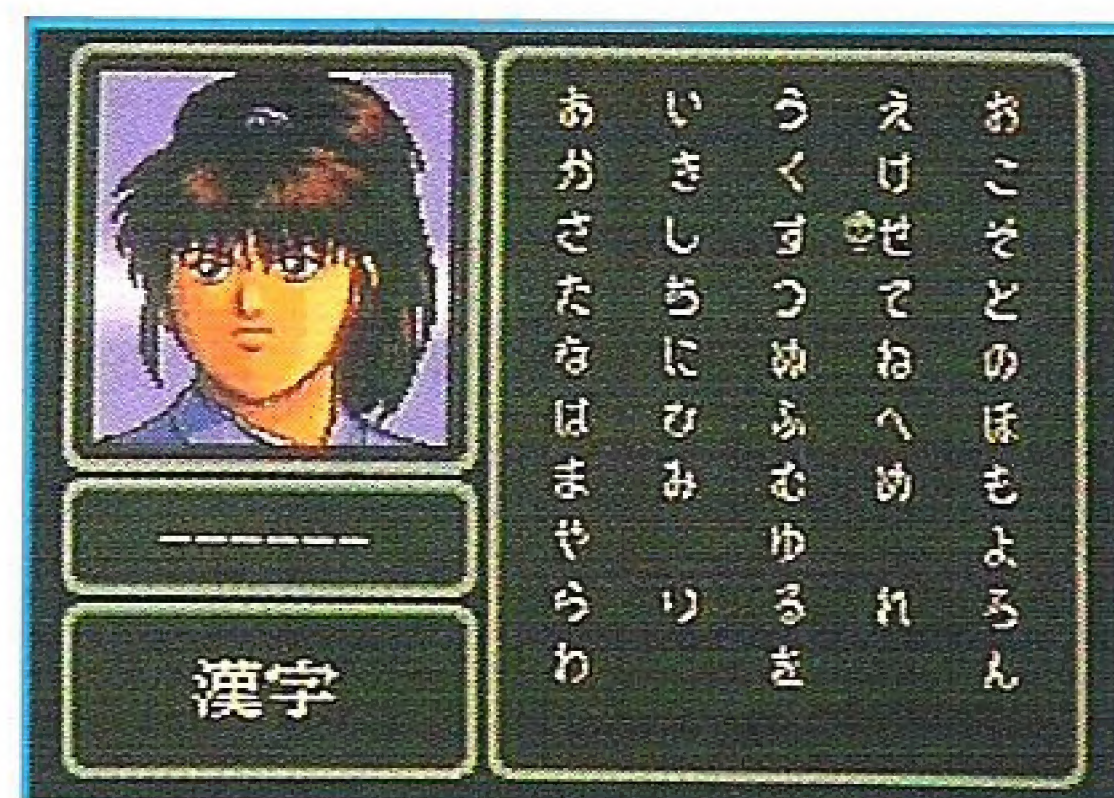 あ い う え お
か き く け こ
さ し す せ そ
た ち つ て と
な に ぬ ね の
は ひ ふ へ ほ
ま み む め も
や ゆ よ
ら り る れ ろ
わ を ん
------
漢字